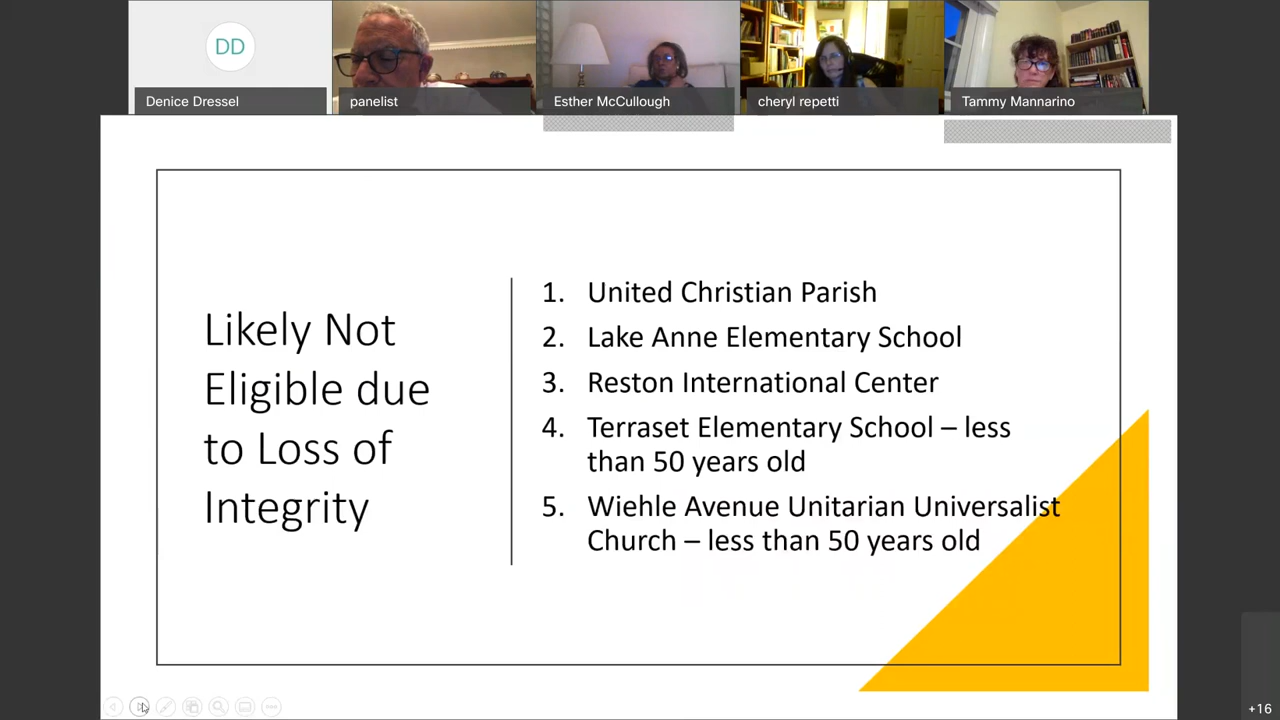 DD
Denice Dressel
panelist
Esther McCullough
cheryl repetti
Tammy Mannarino
Likely Not
Eligible due
to Loss of
Integrity
1. United Christian Parish
2. Lake Anne Elementary School
3. Reston International Center
4. Terraset Elementary School – less
than 50 years old
5. Wiehle Avenue Unitarian Universalist
Church – less than 50 years old
+16